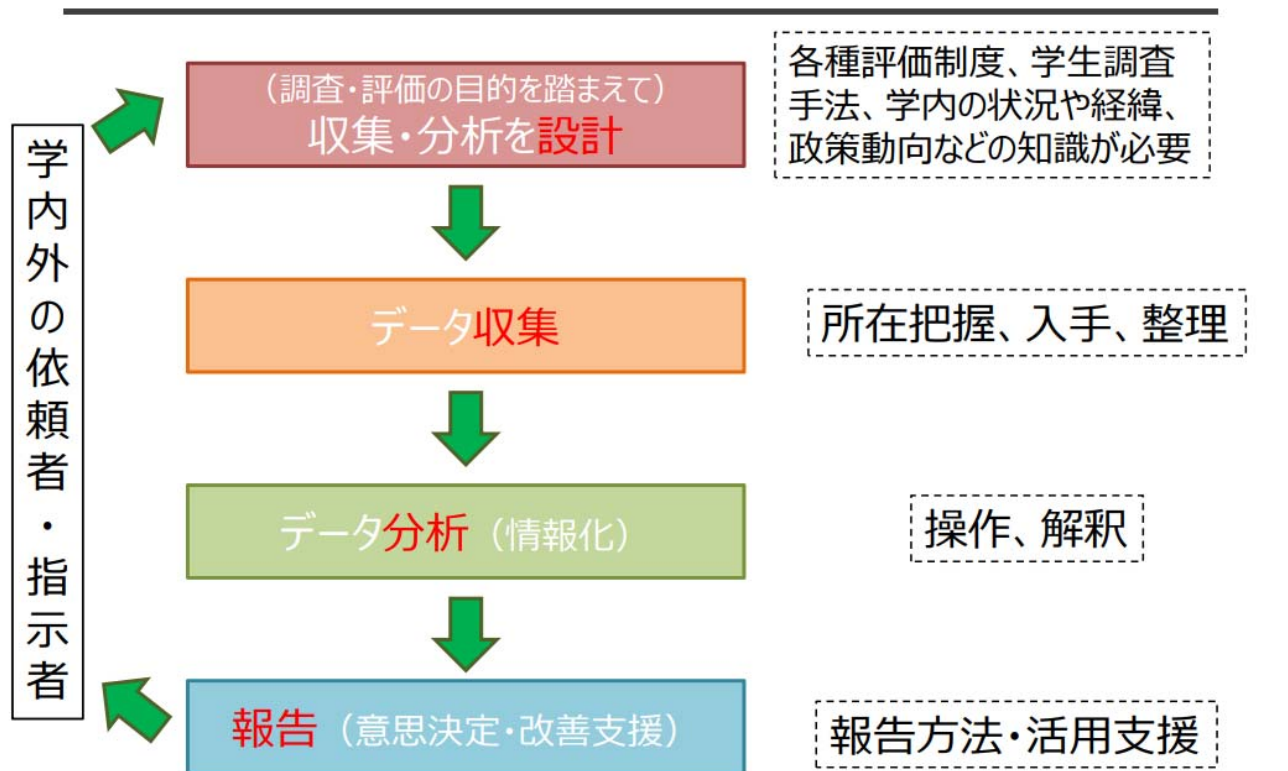 （調査・評価の目的を踏まえて）
収集・分析を設計
各種評価制度、学生調査
手法、学内の状況や経緯、
政策動向などの知識が必要
学内外の依頼者・指示者
データ収集
所在把握、入手、整理
データ分析（情報化）
操作、解釈
報告（意思決定・改善支援）
報告方法・活用支援